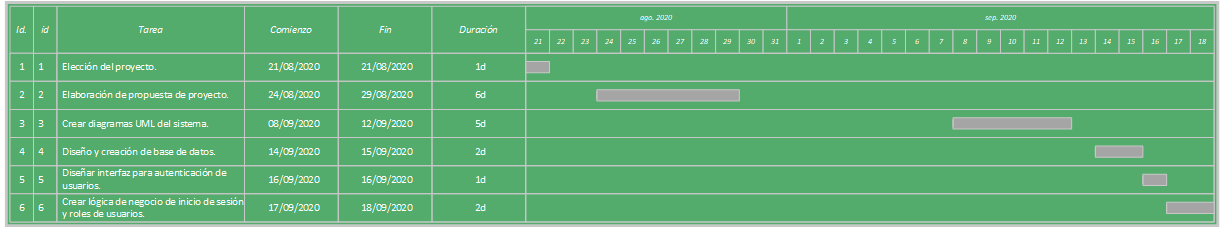 ago. 2020 sep. 2020
Id. id Tarea Comienzo Fin Duración
21 22 23 24 25 26 27 28 29 30 31 1 2 3 4 5 6 7 8 9 10 11 12 13 14 15 16 17 18
1 1 Elección del proyecto. 21/08/2020 21/08/2020 1d
2 2 Elaboración de propuesta de proyecto. 24/08/2020 29/08/2020 6d
3 3 Crear diagramas UML del sistema. 08/09/2020 12/09/2020 5d
4 4 Diseño y creación de base de datos. 14/09/2020 15/09/2020 2d
5 5 Diseñar interfaz para autenticación de
usuarios. 16/09/2020 16/09/2020 1d
6 6 Crear lógica de negocio de inicio de sesión
y roles de usuarios. 17/09/2020 18/09/2020 2d